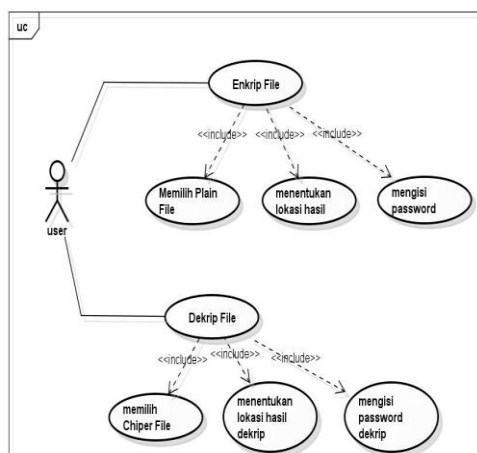 uc
Enkrip File
<<include>>
<<include>>
<<include>>
Memilih Plain
File
menentukan
lokasi hasil
mengisi
password
user
Dekrip File
<<include>>
<<include>>
<<include>>
memilih
Chiper File
menentukan
lokasi hasil
dekrip
mengisi
password
dekrip